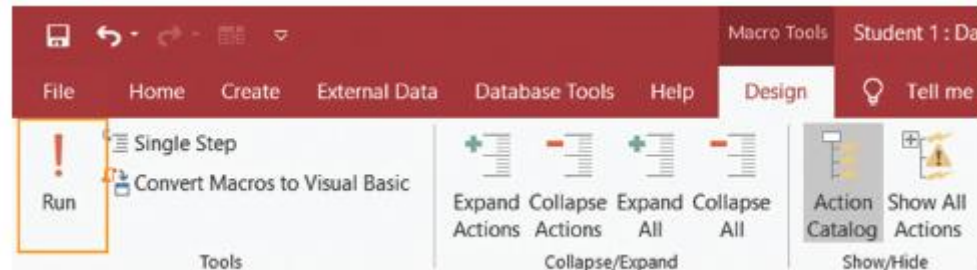 Macro Tools Student 1 : Da
File Home Create External Data Database Tools Help Design Tell me
Single Step
Convert Macros to Visual Basic
Run
Expand Collapse Expand Collapse Action Show All
Actions Actions All All Catalog Actions
Tools Collapse/Expand Show/Hide